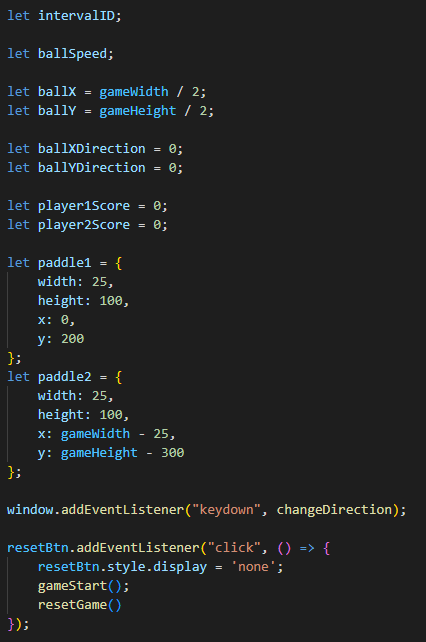 let intervalID;
let ballSpeed;
let ballX = gameWidth / 2;
let ballY = gameHeight / 2;
let ballXDirection = 0;
let ballYDirection = 0;
let player1Score = 0;
let player2Score = 0;
let paddle1 = {
    width: 25,
    height: 100,
    x: 0,
    y: 200
};
let paddle2 = {
    width: 25,
    height: 100,
    x: gameWidth - 25,
    y: gameHeight - 300
};
window.addEventListener("keydown", changeDirection);
resetBtn.addEventListener("click", () => {
    resetBtn.style.display = 'none';
    gameStart();
    resetGame()
});